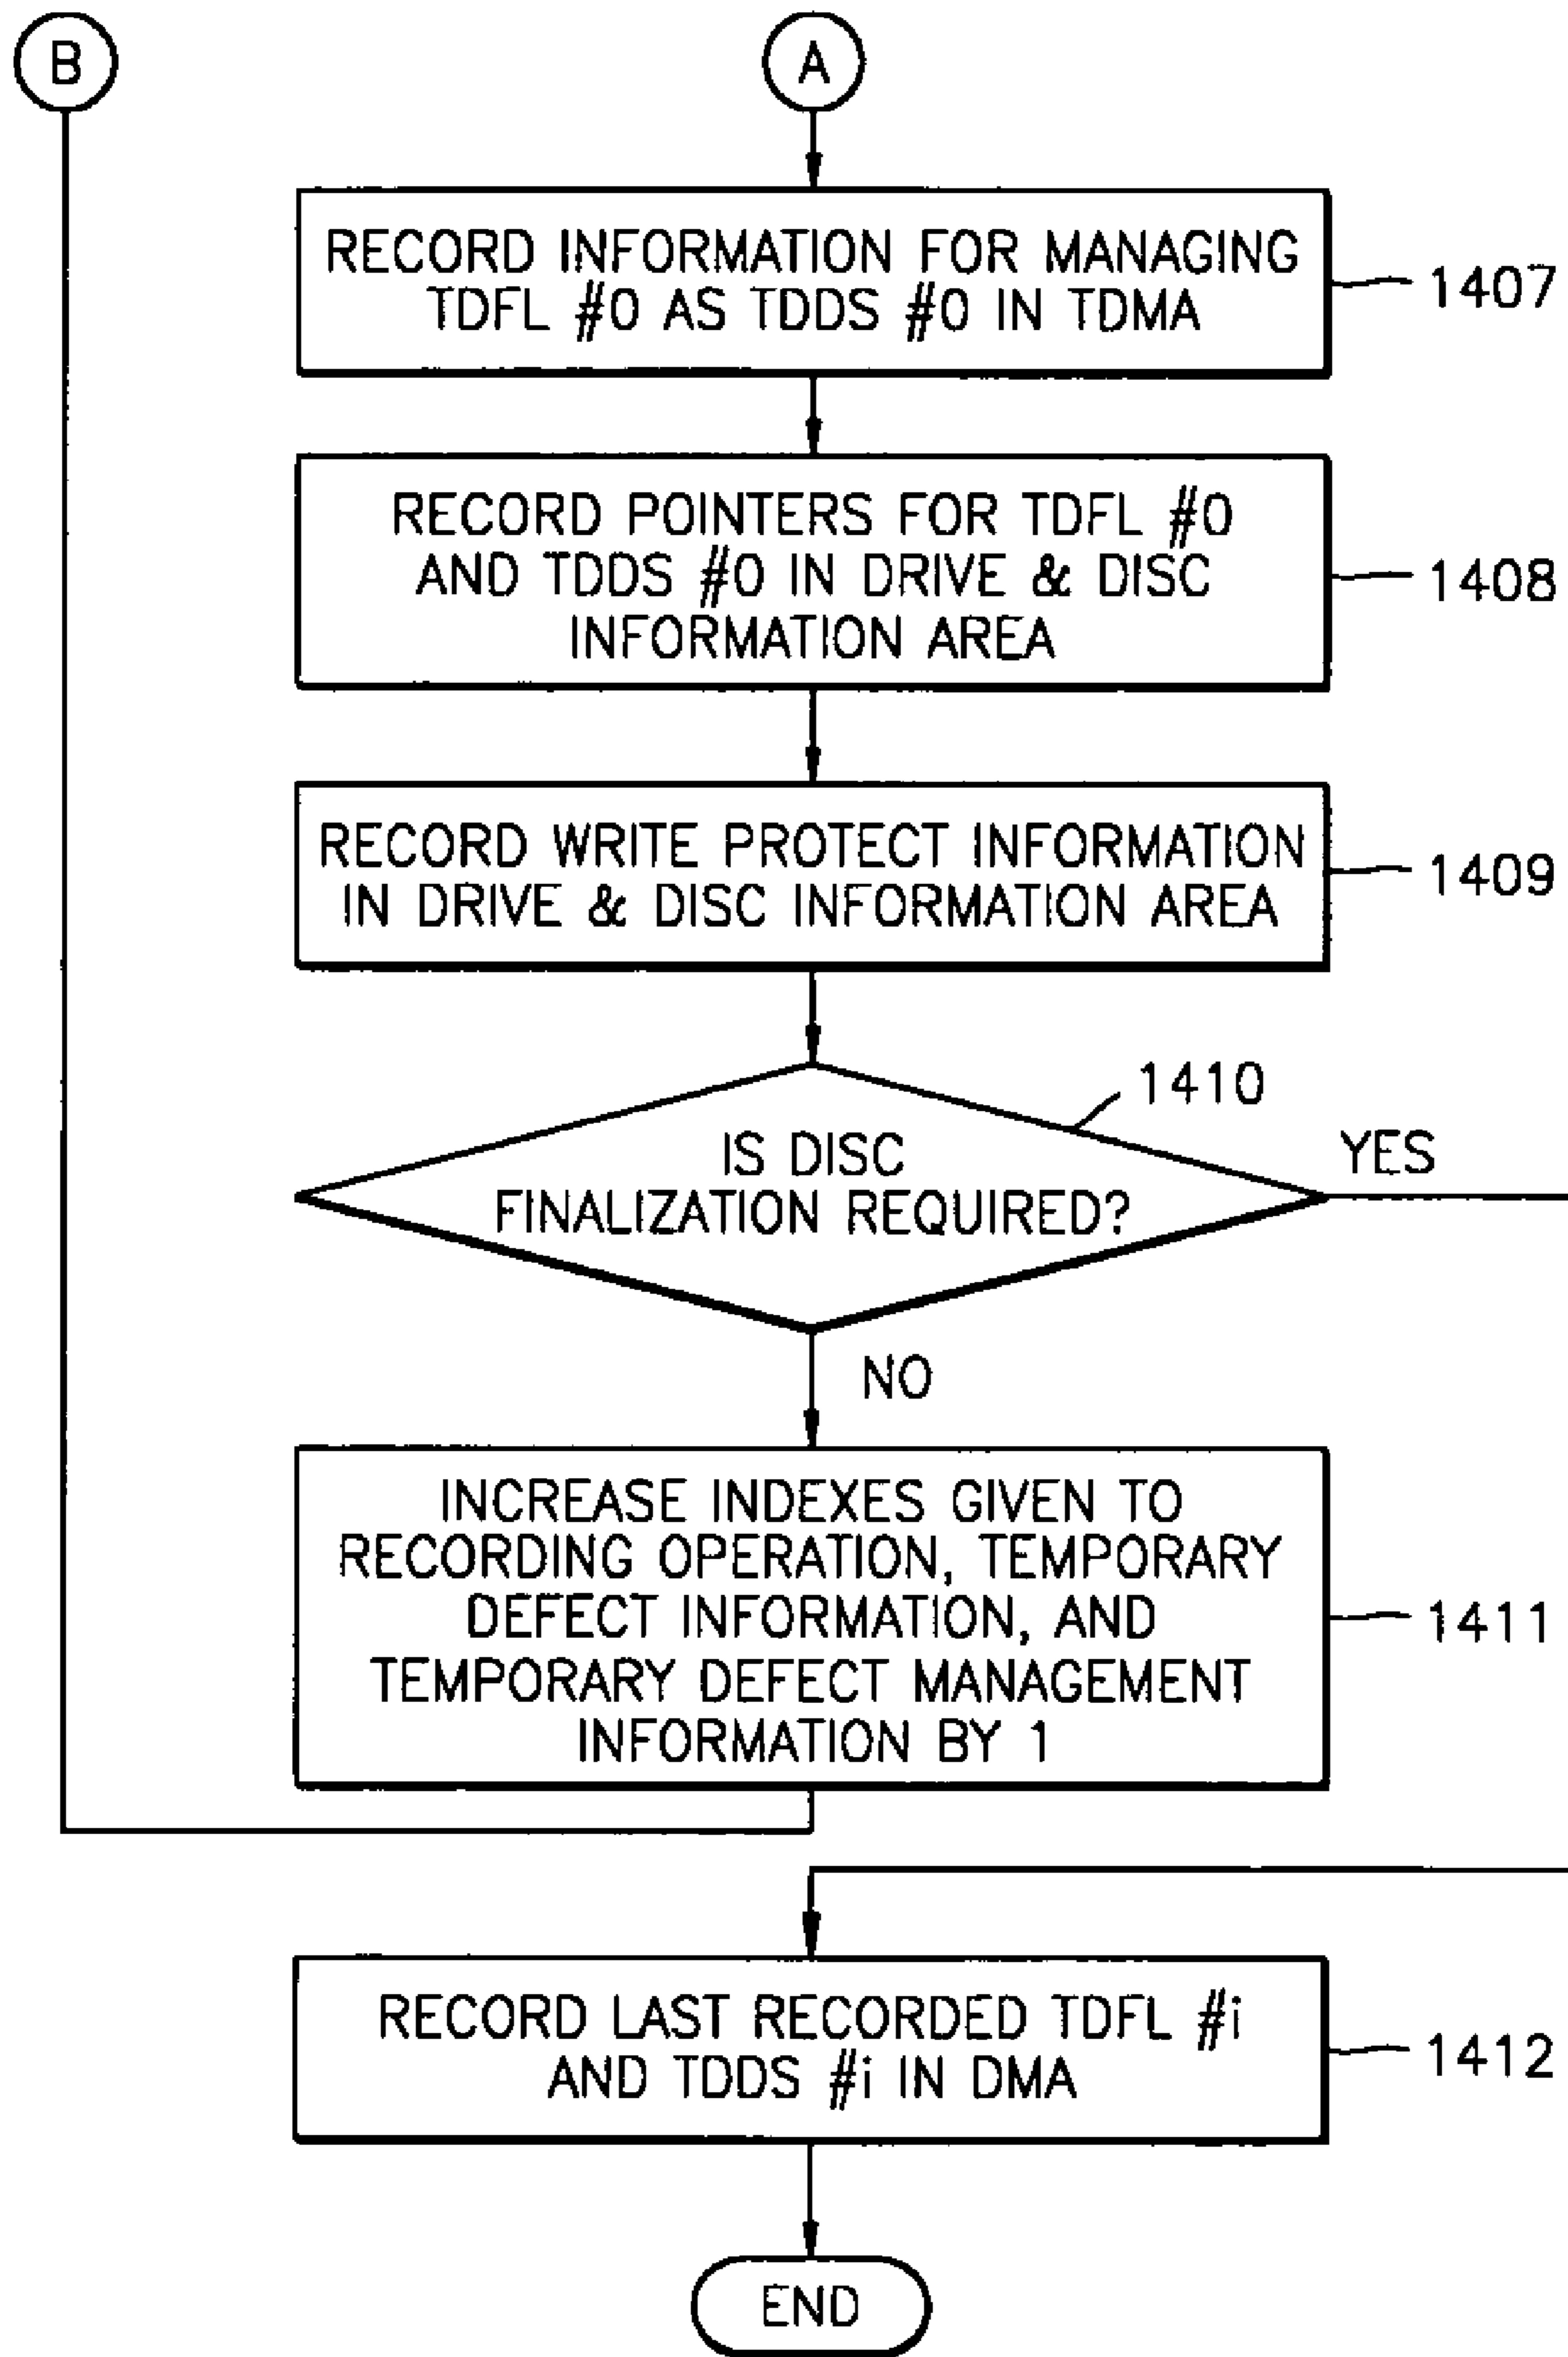 B
A
RECORD INFORMATION FOR MANAGING
TDFL #0 AS TDDS #0 IN TDMA
1407
RECORD POINTERS FOR TDFL #0
AND TDDS #0 IN DRIVE & DISC
INFORMATION AREA
1408
RECORD WRITE PROTECT INFORMATION
IN DRIVE & DISC INFORMATION AREA
1409
1410
IS DISC
FINALIZATION REQUIRED?
YES
NO
INCREASE INDEXES GIVEN TO
RECORDING OPERATION, TEMPORARY
DEFECT INFORMATION, AND
TEMPORARY DEFECT MANAGEMENT
INFORMATION BY 1
1411
RECORD LAST RECORDED TDFL #i
AND TDDS #i IN DMA
1412
END